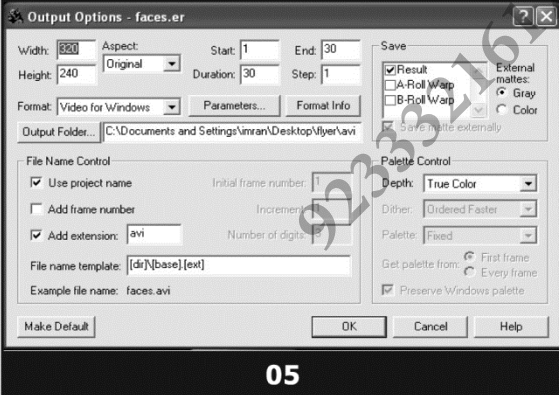 Output Options - faces.er
Width: 320 Aspect: Original Start: 1 End: 30
Height: 240 Duration: 30 Step: 1
Format: Video for Windows Parameters... Format Info
Output Folder... C:\Documents and Settings\imran\Desktop\flyer\avi
Save
Result
A-Roll Warp
B-Roll Warp
External mattes:
Gray
Color
Save matte externally
File Name Control
Use project name Initial frame number: 1
Add frame number Increment:
Add extension: avi Number of digits:
File name template: [dir]\[base].[ext]
Example file name: faces.avi
Palette Control
Depth: True Color
Dither: Ordered Faster
Palette: Fixed
Get palette from: First frame
Every frame
Preserve Windows palette
Make Default OK Cancel Help
05